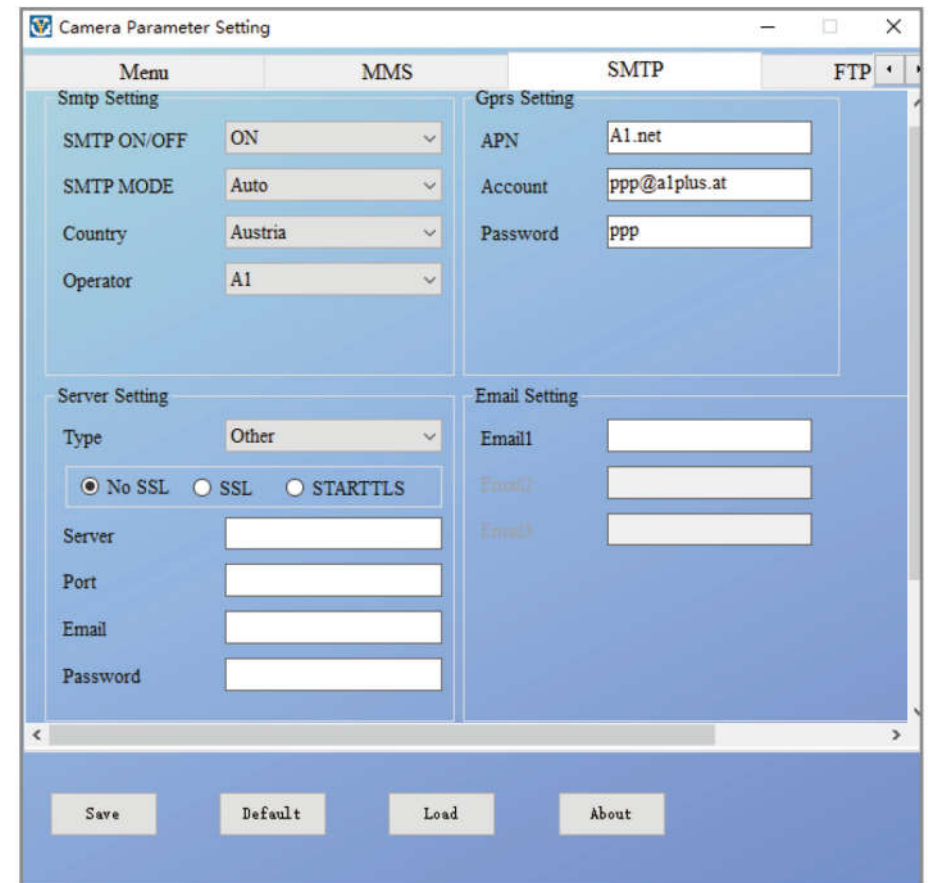 Camera Parameter Setting
Menu MMS SMTP FTP
Smtp Setting
SMTP ON/OFF ON
SMTP MODE Auto
Country Austria
Operator A1
Gprs Setting
APN A1.net
Account ppp@a1plus.at
Password ppp
Server Setting
Type Other
No SSL SSL STARTTLS
Server
Port
Email
Password
Email Setting
Email1
Email2
Email3
Save Default Load About